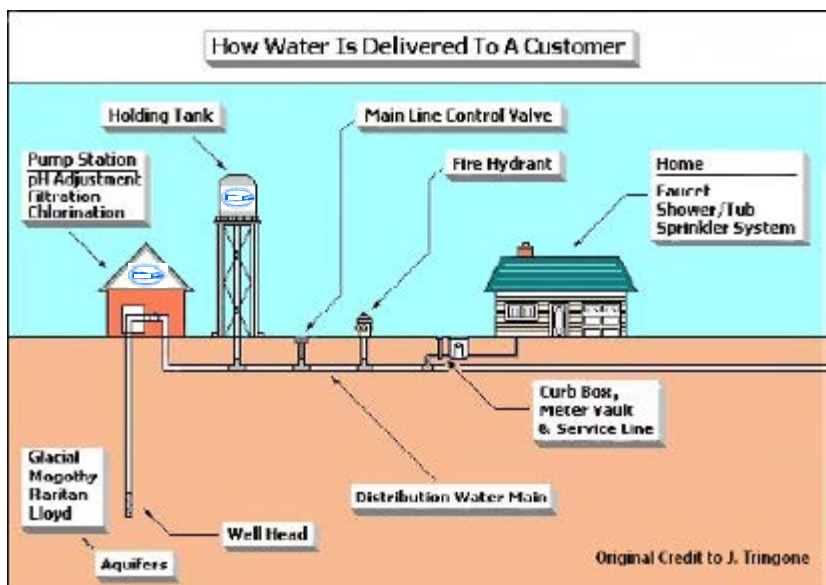 How Water Is Delivered To A Customer
Holding Tank
Main Line Control Valve
Pump Station
pH Adjustment
Filtration
Chlorination
Fire Hydrant
Home
Faucet
Shower/Tub
Sprinkler System
Curb Box,
Meter Vault
& Service Line
Glacial
Mogothy
Raritan
Lloyd
Distribution Water Main
Well Head
Aquifers
Original Credit to J. Tringone